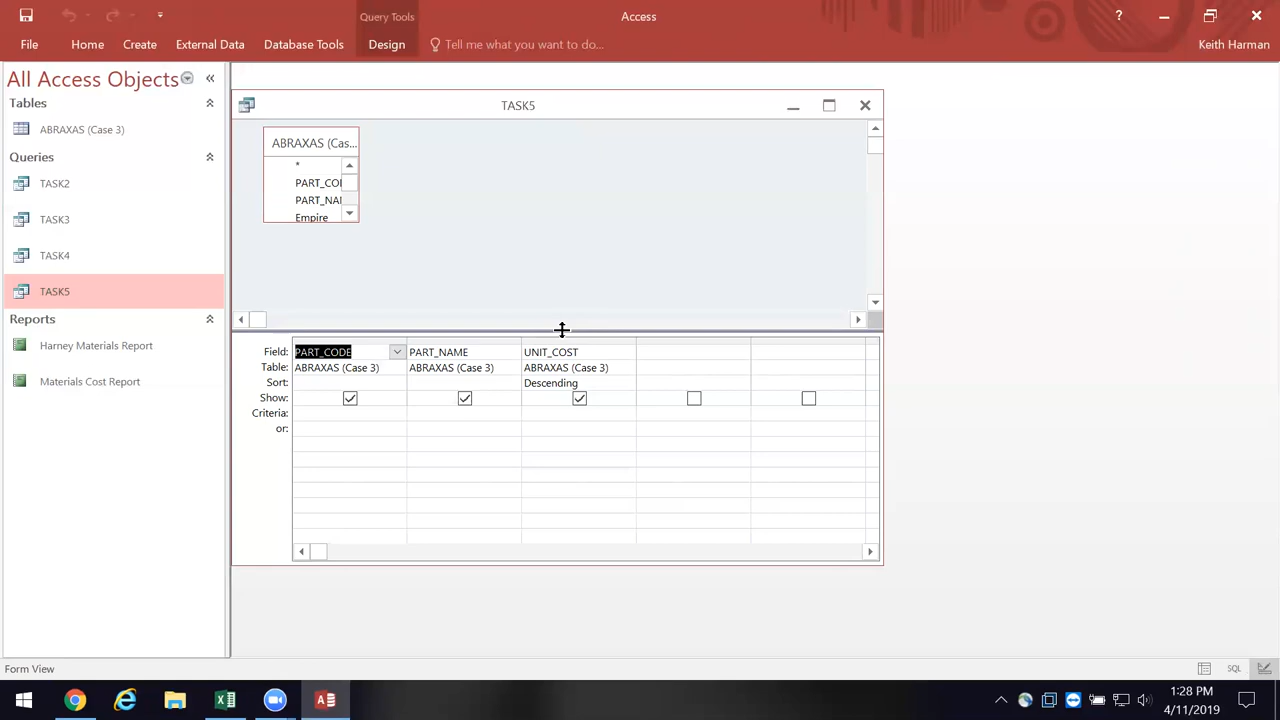 Query Tools
Access
?
File
Home
Create
External Data
Database Tools
Design
Tell me what you want to do...
Keith Harman
All Access Objects
Tables
ABRAXAS (Case 3)
Queries
TASK2
TASK3
TASK4
TASK5
Reports
Harney Materials Report
Materials Cost Report
TASK5
ABRAXAS (Cas...
*
PART_COD
PART_NAM
Empire
Field: PART_CODE PART_NAME UNIT_COST
Table: ABRAXAS (Case 3) ABRAXAS (Case 3) ABRAXAS (Case 3)
Sort: Descending
Show:
Criteria:
or:
Form View
SQL
1:28 PM
4/11/2019